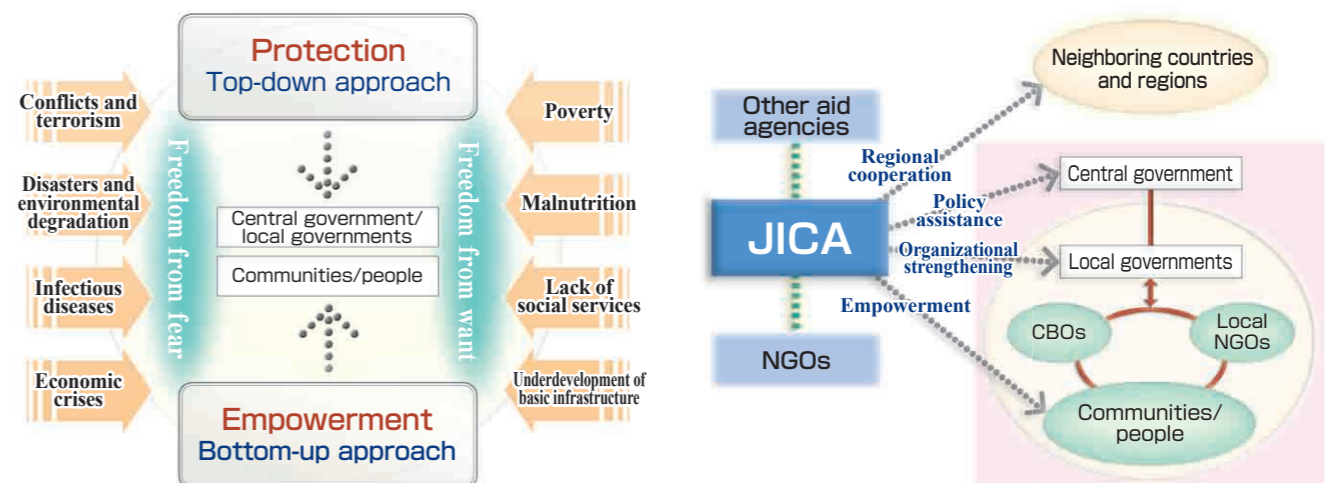 Protection
Top-down approach
Conflicts and
terrorism
Disasters and
environmental
degradation
Infectious
diseases
Economic
crises
Freedom from fear
Central government/
local governments
Communities/people
Freedom from want
Poverty
Malnutrition
Lack of
social services
Underdevelopment of
basic infrastructure
Empowerment
Bottom-up approach
Other aid
agencies
JICA
NGOs
Regional
cooperation
Policy
assistance
Organizational
strengthening
Empowerment
Neighboring countries
and regions
Central government
Local governments
CBOs
Local
NGOs
Communities/
people